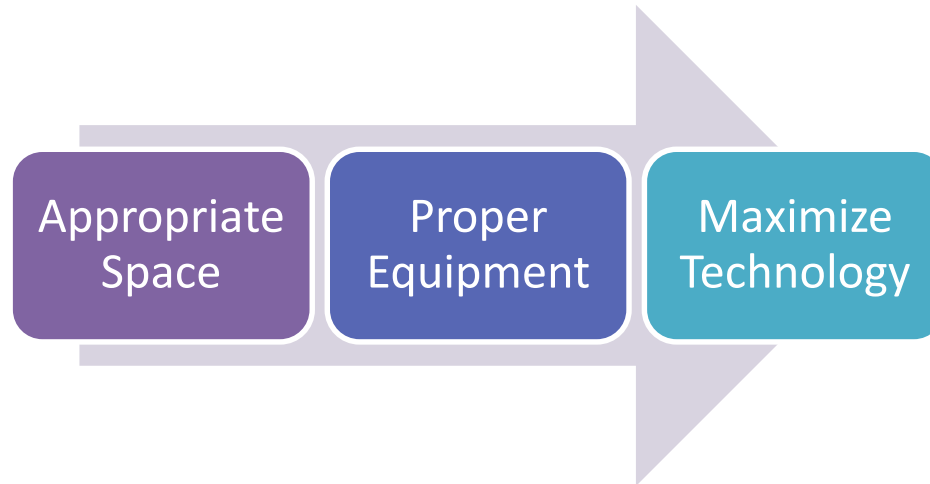 Appropriate
Space
Proper
Equipment
Maximize
Technology